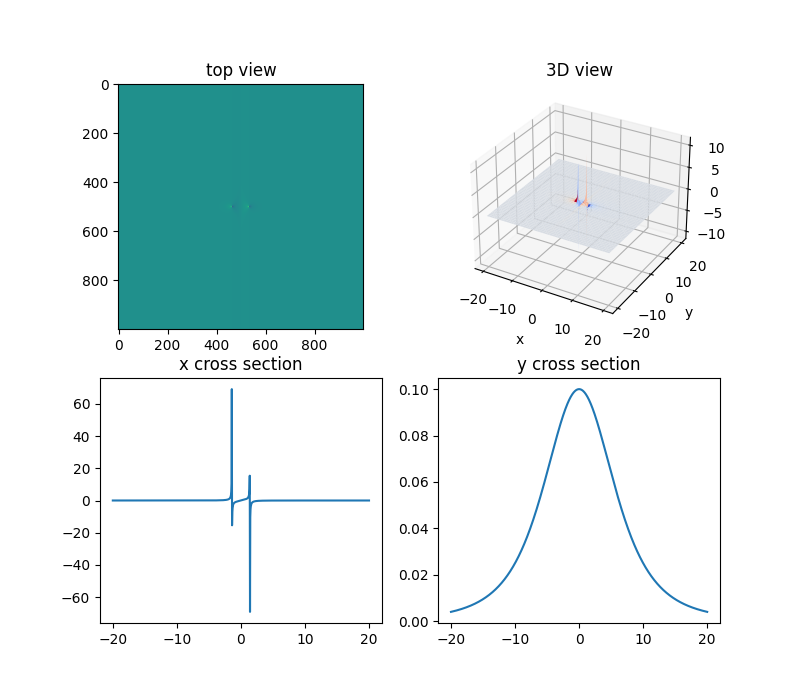 top view
0
200
400
600
800
0 200 400 600 800
3D view
10
5
0
−5
−10
−20 −10 0 10 20
x
−20 −10 0 10 20
y
x cross section
60
40
20
0
−20
−40
−60
−20 −10 0 10 20
y cross section
0.10
0.08
0.06
0.04
0.02
0.00
−20 −10 0 10 20